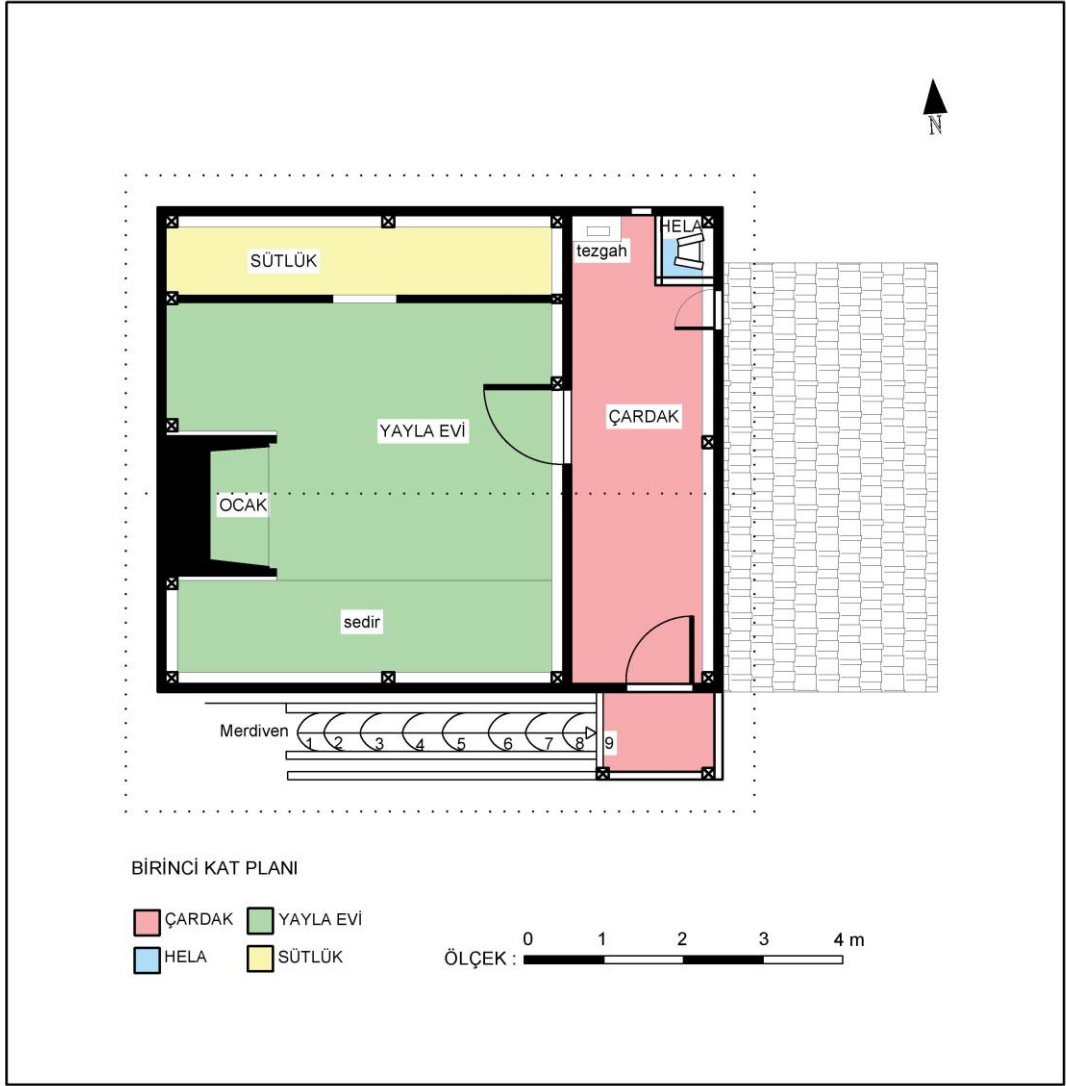 N
HELA
tezgah
SÜTLÜK
ÇARDAK
YAYLA EVİ
OCAK
sedir
Merdiven
1 2 3 4 5 6 7 8 9
BİRİNCİ KAT PLANI
ÇARDAK YAYLA EVİ
HELA SÜTLÜK
ÖLÇEK : 0 1 2 3 4 m